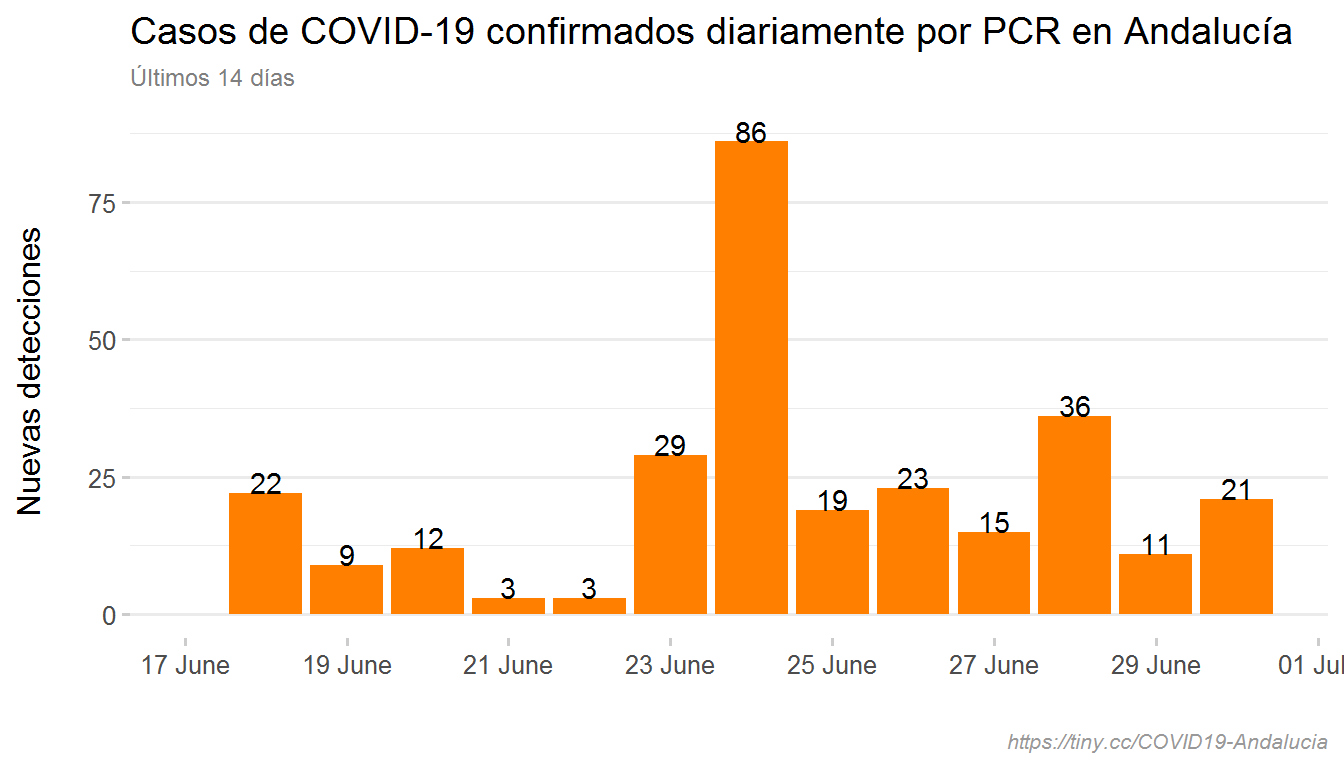 Casos de COVID-19 confirmados diariamente por PCR en Andalucía
Últimos 14 días
Nuevas detecciones
75
50
25
0
22
9
12
3
3
29
86
19
23
15
36
11
21
17 June
19 June
21 June
23 June
25 June
27 June
29 June
01 Jul
https://tiny.cc/COVID19-Andalucia